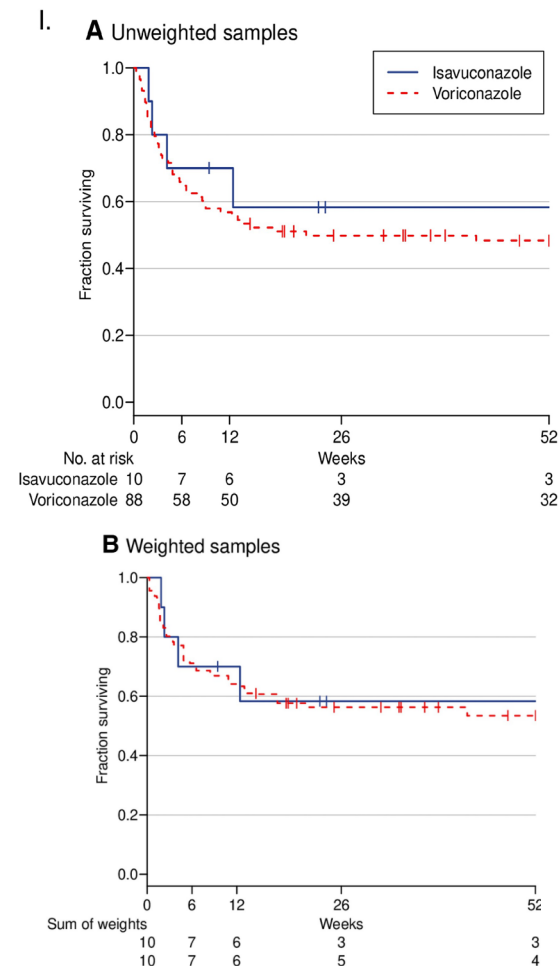 I.
A Unweighted samples
Isavuconazole
Voriconazole
Fraction surviving
1.0
0.8
0.6
0.4
0.2
0.0
0 6 12 26 52
No. at risk Weeks
Isavuconazole 10 7 6 3 3
Voriconazole 88 58 50 39 32
B Weighted samples
Fraction surviving
1.0
0.8
0.6
0.4
0.2
0.0
0 6 12 26 52
Sum of weights Weeks
10 7 6 3 3
10 7 6 5 4